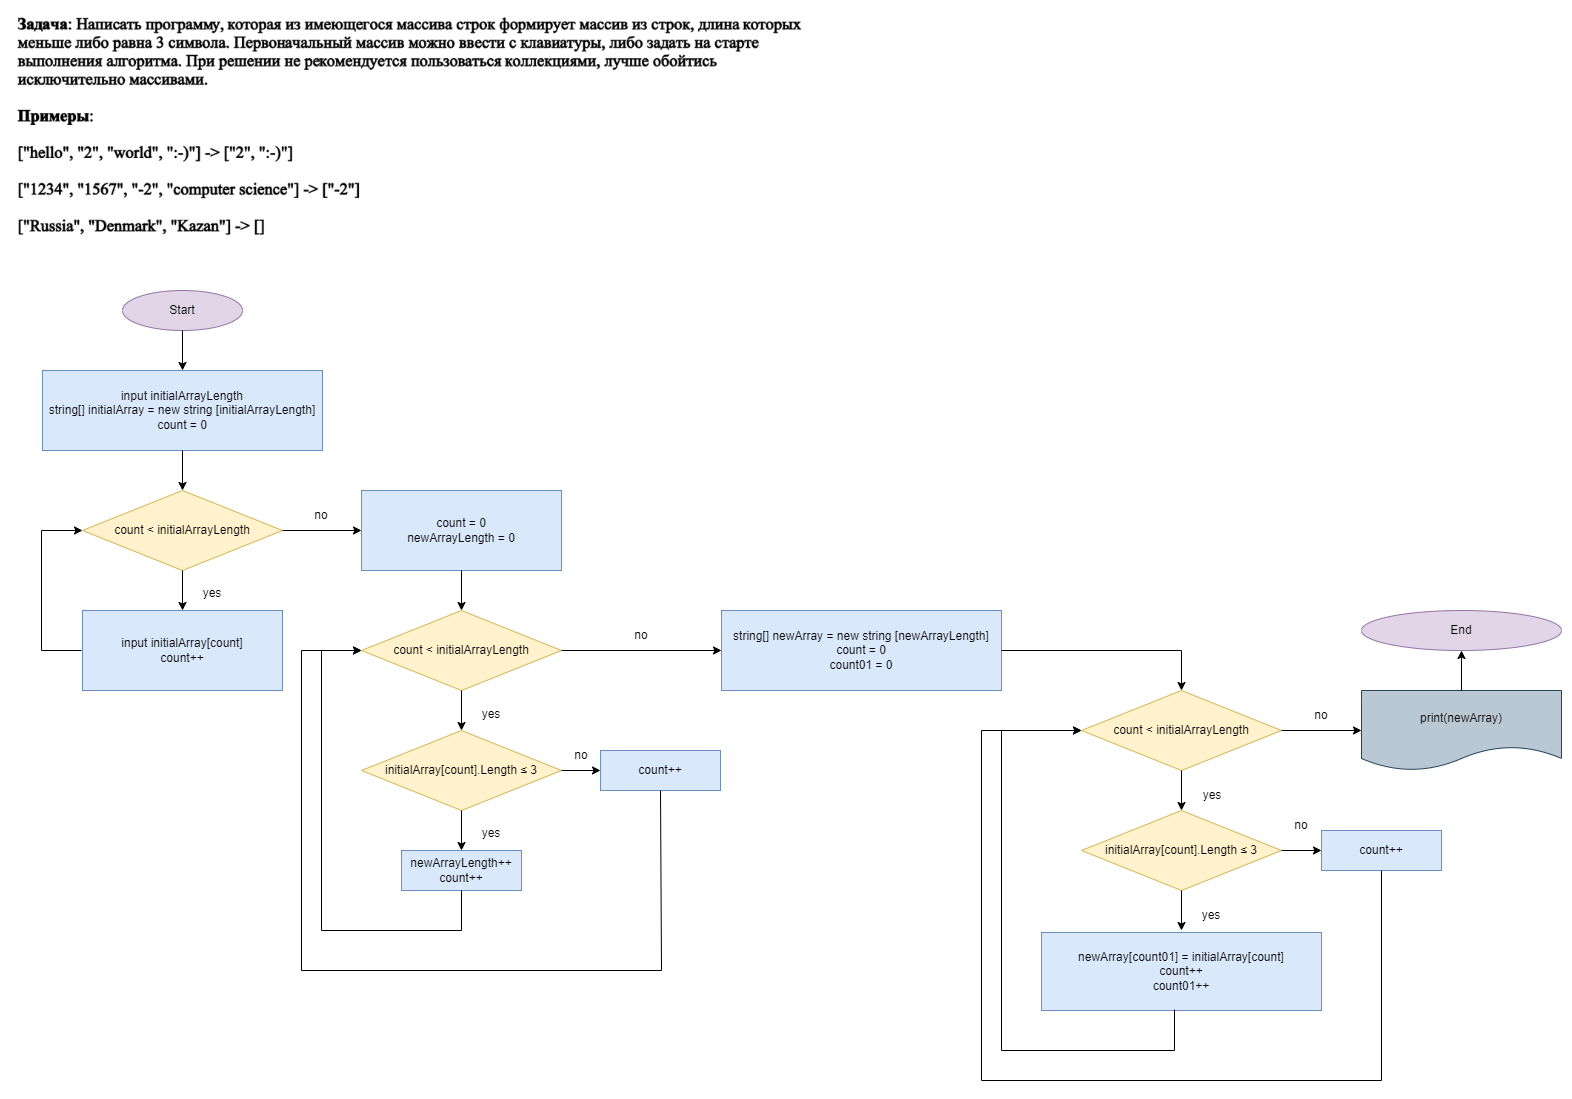 Задача: Написать программу, которая из имеющегося массива строк формирует массив из строк, длина которых
меньше либо равна 3 символа. Первоначальный массив можно ввести с клавиатуры, либо задать на старте
выполнения алгоритма. При решении не рекомендуется пользоваться коллекциями, лучше обойтись
исключительно массивами.
Примеры:
["hello", "2", "world", ":-)"] -> ["2", ":-)"]
["1234", "1567", "-2", "computer science"] -> ["-2"]
["Russia", "Denmark", "Kazan"] -> []
Start
input initialArrayLength
string[] initialArray = new string [initialArrayLength]
count = 0
count < initialArrayLength
no
yes
input initialArray[count]
count++
count = 0
newArrayLength = 0
count < initialArrayLength
no
yes
initialArray[count].Length ≤ 3
no
count++
yes
newArrayLength++
count++
string[] newArray = new string [newArrayLength]
count = 0
count01 = 0
count < initialArrayLength
no
yes
initialArray[count].Length ≤ 3
no
count++
yes
newArray[count01] = initialArray[count]
count++
count01++
print(newArray)
End